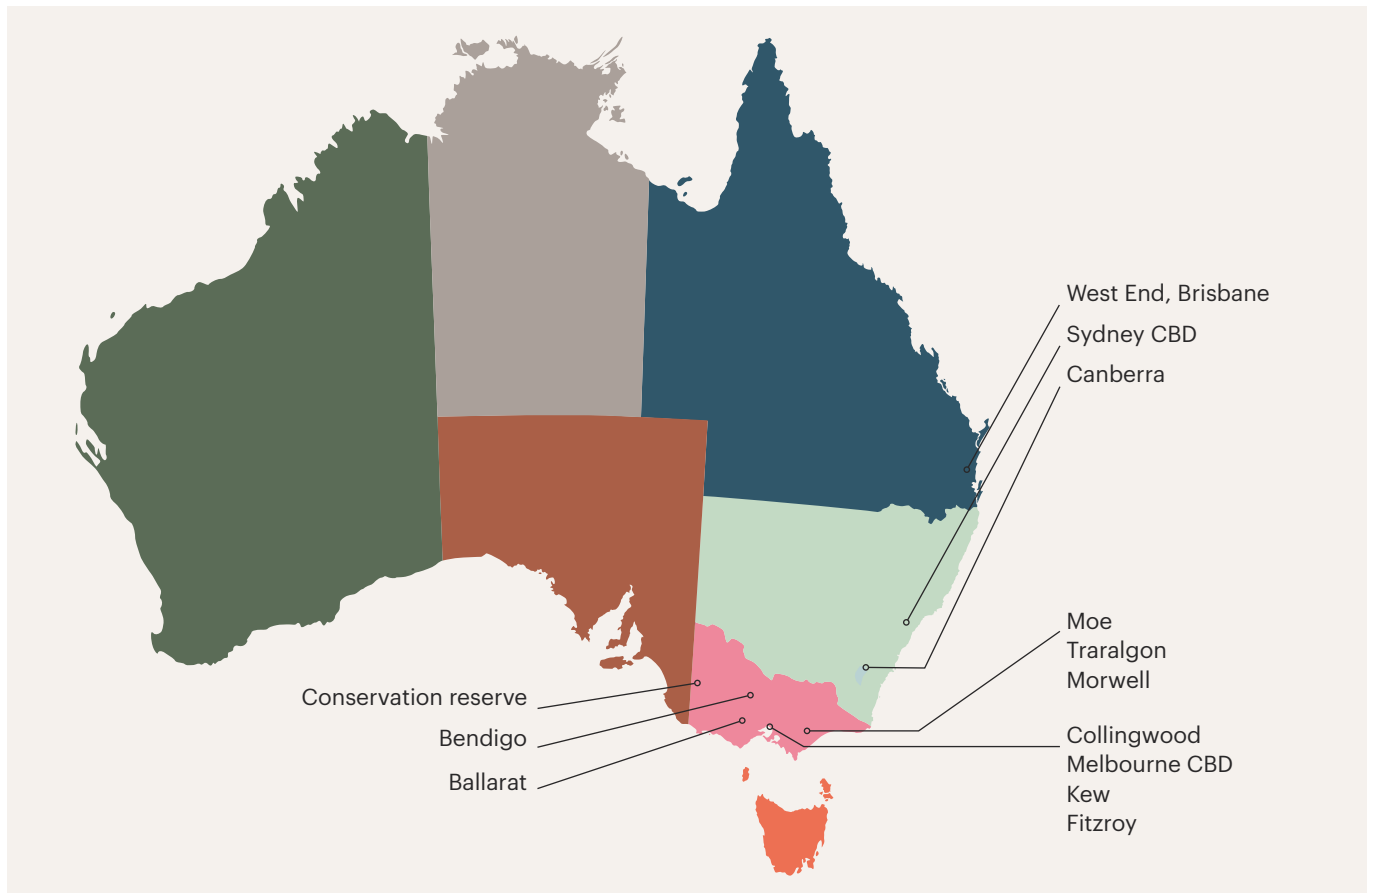 West End, Brisbane
Sydney CBD
Canberra
Moe
Traralgon
Morwell
Conservation reserve
Bendigo
Ballarat
Collingwood
Melbourne CBD
Kew
Fitzroy